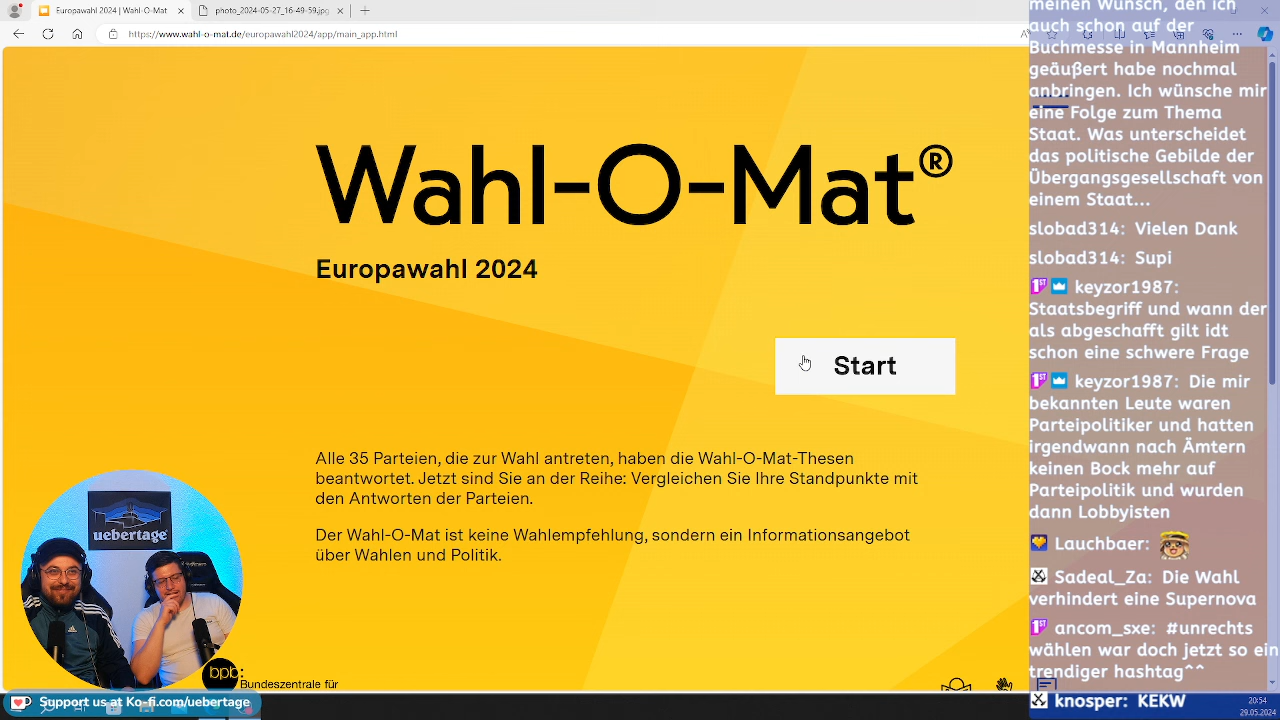 Europawahl 2024 | Wahl-O-Mat
photo_2024-05-27_16-49-59.jpg
https://www.wahl-o-mat.de/europawahl2024/app/main_app.html
Wahl-O-Mat®
Europawahl 2024
Start
Alle 35 Parteien, die zur Wahl antreten, haben die Wahl-O-Mat-Thesen
beantwortet. Jetzt sind Sie an der Reihe: Vergleichen Sie Ihre Standpunkte mit
den Antworten der Parteien.
Der Wahl-O-Mat ist keine Wahlempfehlung, sondern ein Informationsangebot
über Wahlen und Politik.
uebertage
bpb:
Bundeszentrale für
Support us at Ko-fi.com/uebertage
meinen Wunsch, den ich
auch schon auf der
Buchmesse in Mannheim
geäußert habe nochmal
anbringen. Ich wünsche mir
eine Folge zum Thema
Staat. Was unterscheidet
das politische Gebilde der
Übergangsgesellschaft von
einem Staat...
slobad314: Vielen Dank
slobad314: Supi
1ST keyzor1987:
Staatsbegriff und wann der
als abgeschafft gilt idt
schon eine schwere Frage
1ST keyzor1987: Die mir
bekannten Leute waren
Parteipolitiker und hatten
irgendwann nach Ämtern
keinen Bock mehr auf
Parteipolitik und wurden
dann Lobbyisten
Lauchbaer:
Sadeal_Za: Die Wahl
verhindert eine Supernova
1ST ancom_sxe: #unrechts
wählen war doch jetzt so ein
trendiger hashtag^^
knosper: KEKW
20:54
29.05.2024